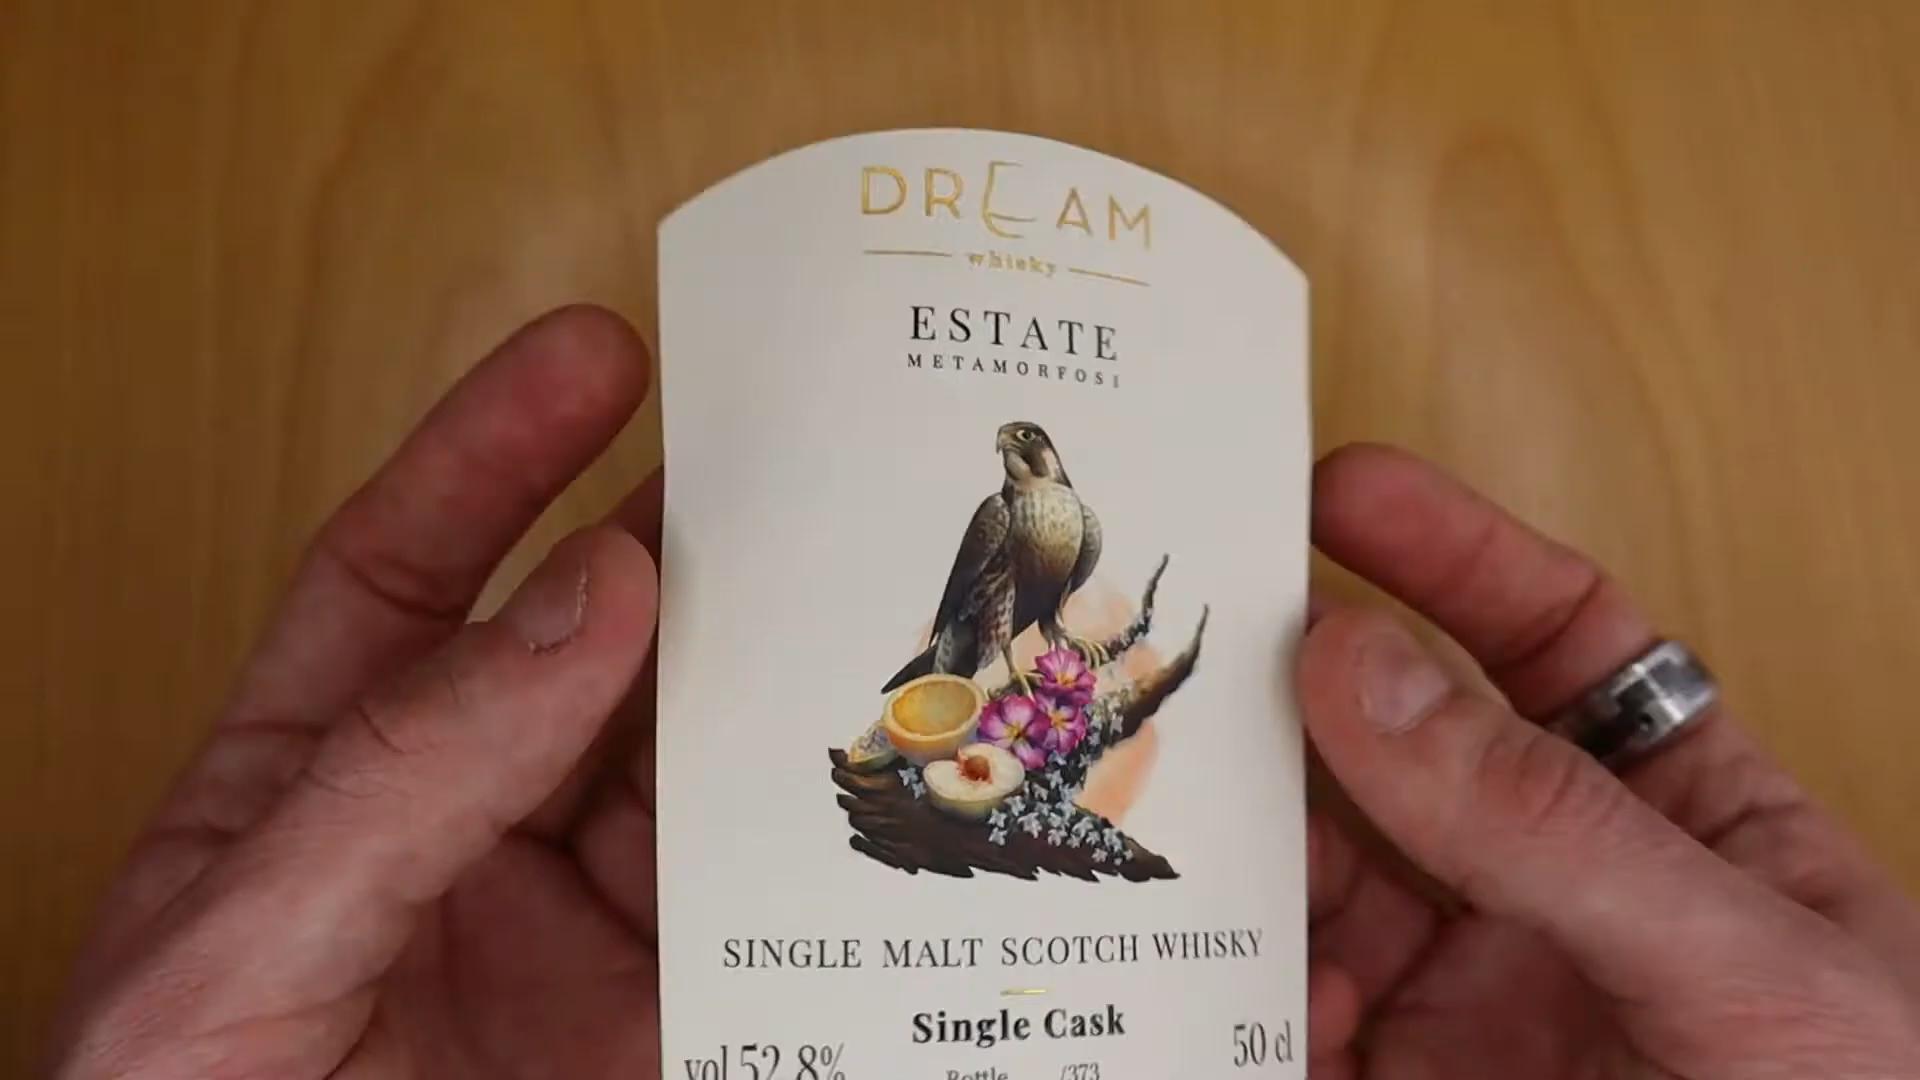 DREAM
whisky
ESTATE
METAMORFOSI
SINGLE MALT SCOTCH WHISKY
Single Cask
vol 52.8% 50 cl
Bottle /373